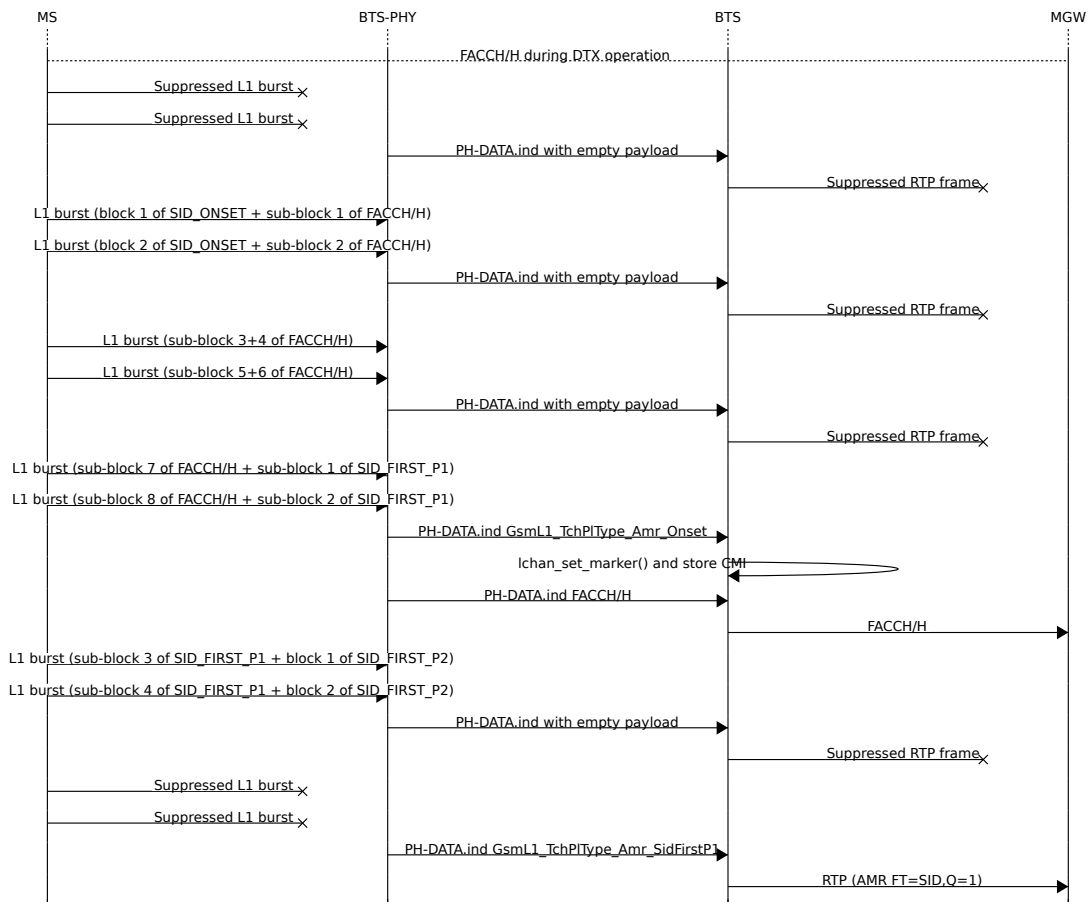 MS BTS-PHY BTS MGW
FACCH/H during DTX operation
Suppressed L1 burst
Suppressed L1 burst
PH-DATA.ind with empty payload
Suppressed RTP frame
L1 burst (block 1 of SID_ONSET + sub-block 1 of FACCH/H)
L1 burst (block 2 of SID_ONSET + sub-block 2 of FACCH/H)
PH-DATA.ind with empty payload
Suppressed RTP frame
L1 burst (sub-block 3+4 of FACCH/H)
L1 burst (sub-block 5+6 of FACCH/H)
PH-DATA.ind with empty payload
Suppressed RTP frame
L1 burst (sub-block 7 of FACCH/H + sub-block 1 of SID_FIRST_P1)
L1 burst (sub-block 8 of FACCH/H + sub-block 2 of SID_FIRST_P1)
PH-DATA.ind GsmL1_TchPlType_Amr_Onset
lchan_set_marker() and store CMI
PH-DATA.ind FACCH/H
FACCH/H
L1 burst (sub-block 3 of SID_FIRST_P1 + block 1 of SID_FIRST_P2)
L1 burst (sub-block 4 of SID_FIRST_P1 + block 2 of SID_FIRST_P2)
PH-DATA.ind with empty payload
Suppressed RTP frame
Suppressed L1 burst
Suppressed L1 burst
PH-DATA.ind GsmL1_TchPlType_Amr_SidFirstP1
RTP (AMR FT=SID,Q=1)